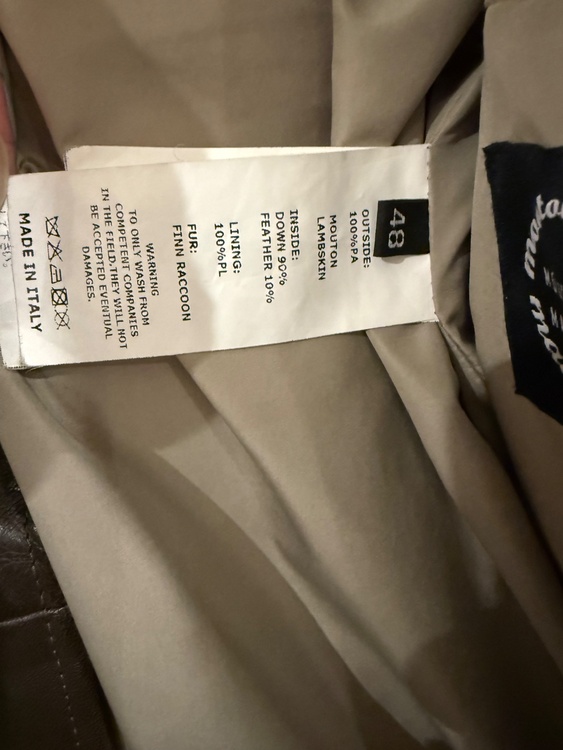 48
OUTSIDE:
100%PA
MOUTON
LAMBSKIN
INSIDE:
DOWN 90%
FEATHER 10%
LINING:
100%PL
FUR:
FINN RACCOON
WARNING
TO ONLY WASH FROM
COMPETENT COMPANIES
IN THE FIELD,THEY WILL NOT
BE ACCEPTED EVENTUAL
DAMAGES.
MADE IN ITALY